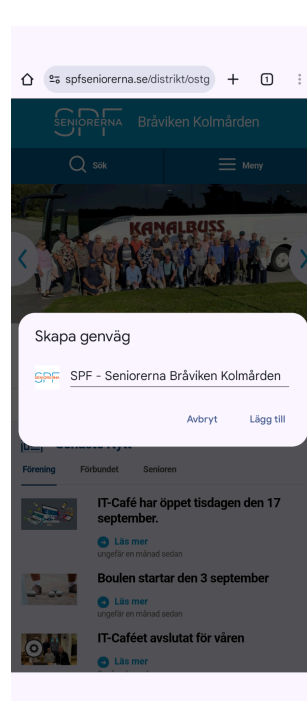 spfseniorerna.se/distrikt/ostg
1
SPF
SENIORERNA
Bråviken Kolmården
Sök
Meny
KANALBUSS
Skapa genväg
SPF
SPF - Seniorerna Bråviken Kolmården
Avbryt
Lägg till
Förening
Förbundet
Senioren
IT-Café har öppet tisdagen den 17
september.
Läs mer
ungefär en månad sedan
Boulen startar den 3 september
Läs mer
ungefär en månad sedan
IT-Caféet avslutat för våren
Läs mer